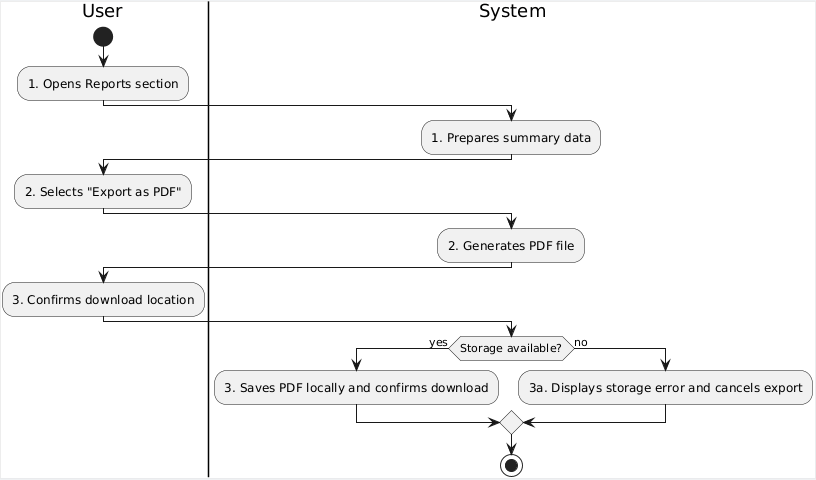 User
System
1. Opens Reports section
1. Prepares summary data
2. Selects "Export as PDF"
2. Generates PDF file
3. Confirms download location
Storage available?
yes
no
3. Saves PDF locally and confirms download
3a. Displays storage error and cancels export